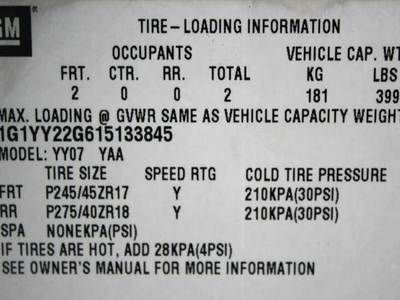 GM
TIRE-LOADING INFORMATION
OCCUPANTS VEHICLE CAP. WT
FRT. CTR. RR. TOTAL KG LBS
2 0 0 2 181 399
MAX. LOADING @ GVWR SAME AS VEHICLE CAPACITY WEIGHT
1G1YY22G615133845
MODEL: YY07 YAA
TIRE SIZE SPEED RTG COLD TIRE PRESSURE
FRT P245/45ZR17 Y 210KPA(30PSI)
RR P275/40ZR18 Y 210KPA(30PSI)
SPA NONEKPA(PSI)
IF TIRES ARE HOT, ADD 28KPA(4PSI)
SEE OWNER'S MANUAL FOR MORE INFORMATION